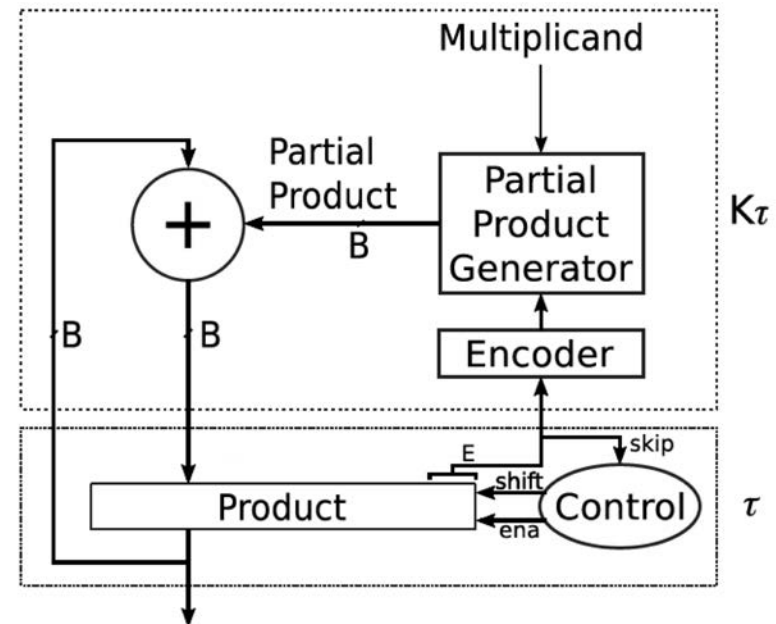 Multiplicand
Partial
Product
B
Partial
Product
Generator
Kτ
B
B
Encoder
E
skip
shift
Product
Control
ena
τ